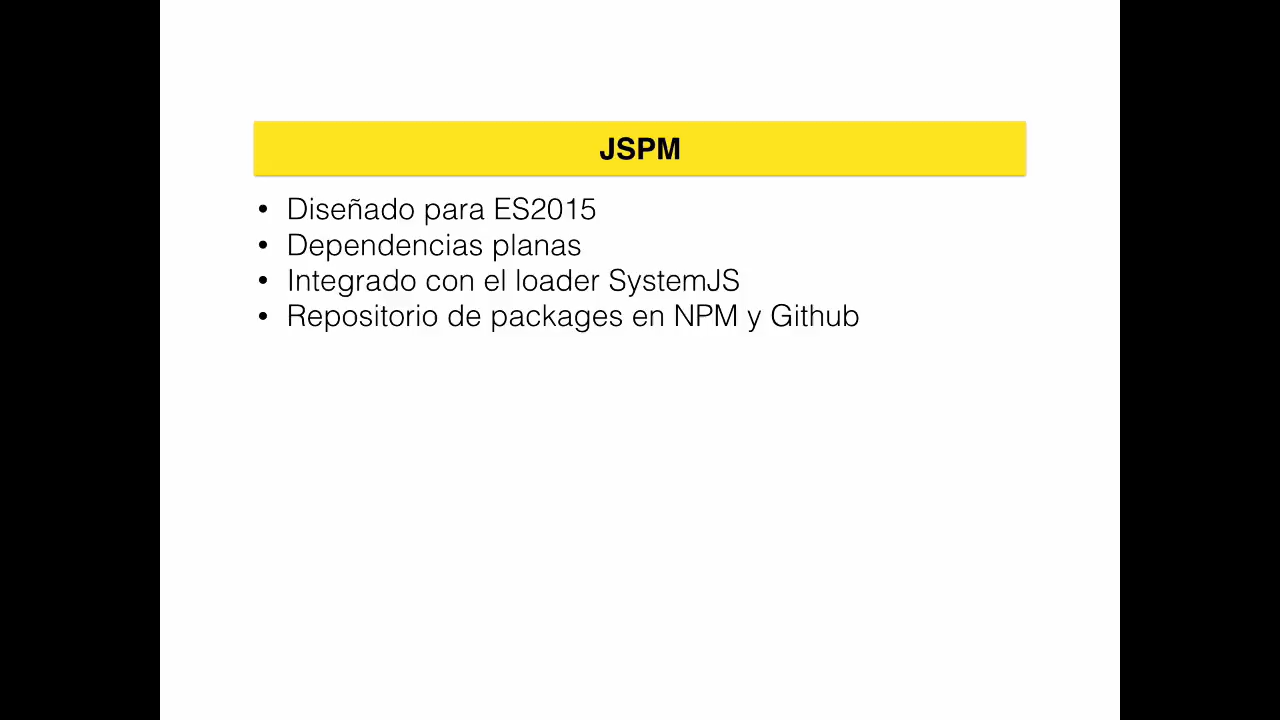 JSPM
• Diseñado para ES2015
• Dependencias planas
• Integrado con el loader SystemJS
• Repositorio de packages en NPM y Github